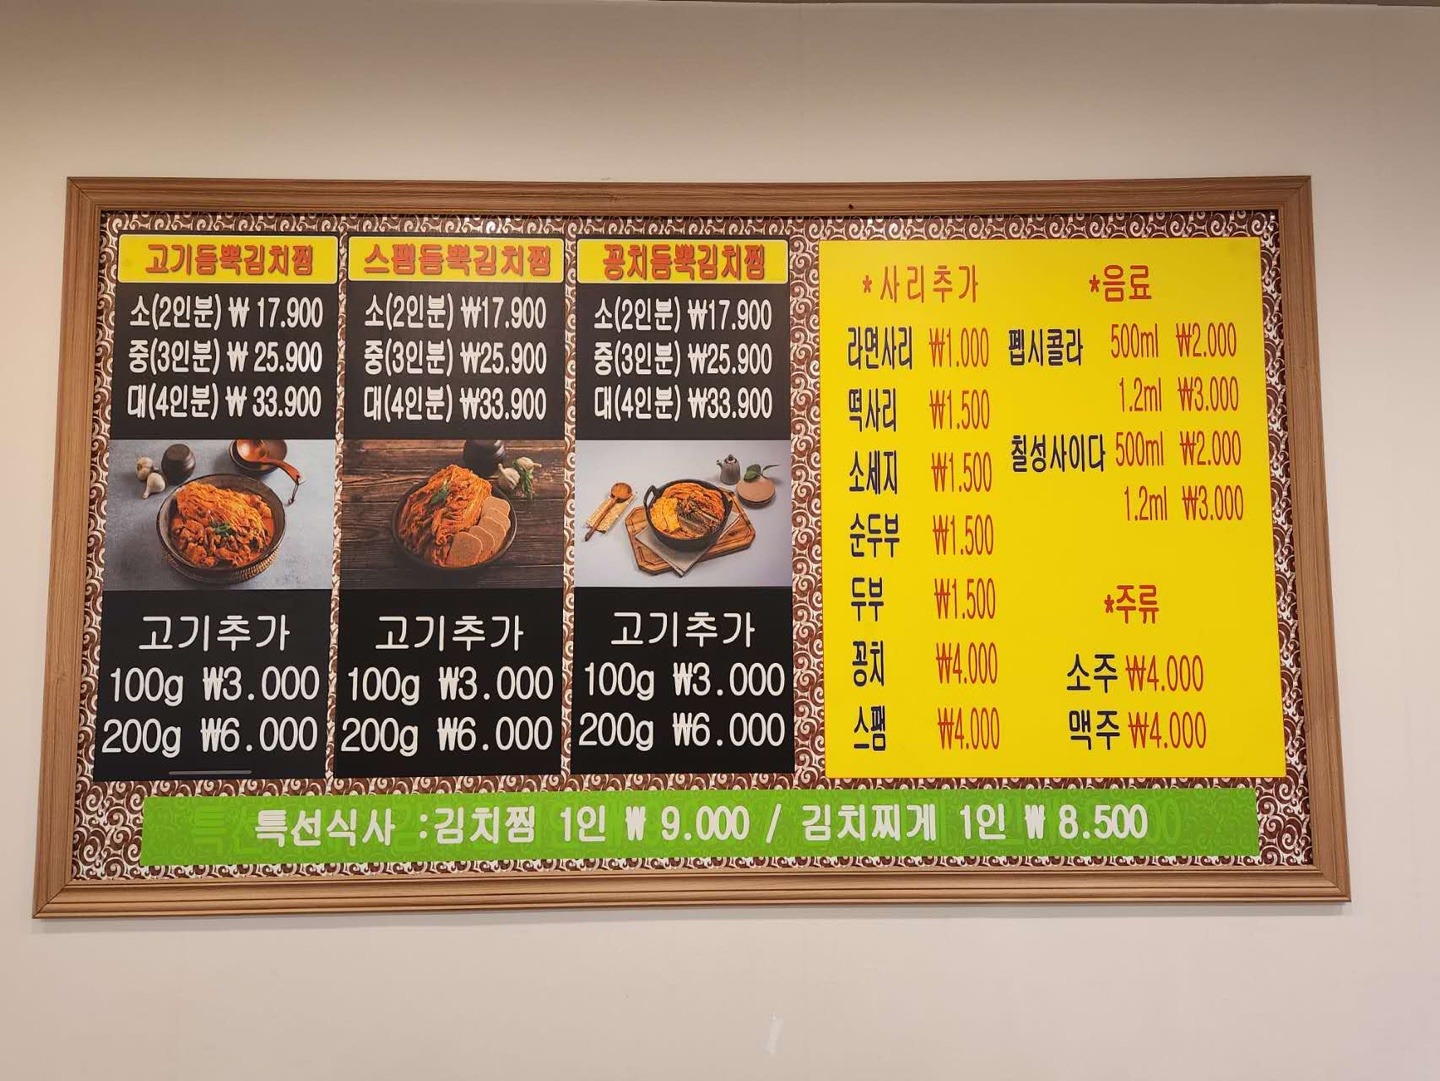 고기듬뿍김치찜
소(2인분) ₩ 17.900
중(3인분) ₩ 25.900
대(4인분) ₩ 33.900
고기추가
100g ₩3.000
200g ₩6.000
스팸듬뿍김치찜
소(2인분) ₩17.900
중(3인분) ₩25.900
대(4인분) ₩33.900
고기추가
100g ₩3.000
200g ₩6.000
꽁치듬뿍김치찜
소(2인분) ₩17.900
중(3인분) ₩25.900
대(4인분) ₩33.900
고기추가
100g ₩3.000
200g ₩6.000
*사리추가
라면사리 ₩1.000
떡사리 ₩1.500
소세지 ₩1.500
순두부 ₩1.500
두부 ₩1.500
꽁치 ₩4.000
스팸 ₩4.000
*음료
펩시콜라 500ml ₩2.000
1.2ml ₩3.000
칠성사이다 500ml ₩2.000
1.2ml ₩3.000
*주류
소주 ₩4.000
맥주 ₩4.000
특선식사 :김치찜 1인 ₩ 9.000 / 김치찌게 1인 ₩ 8.500